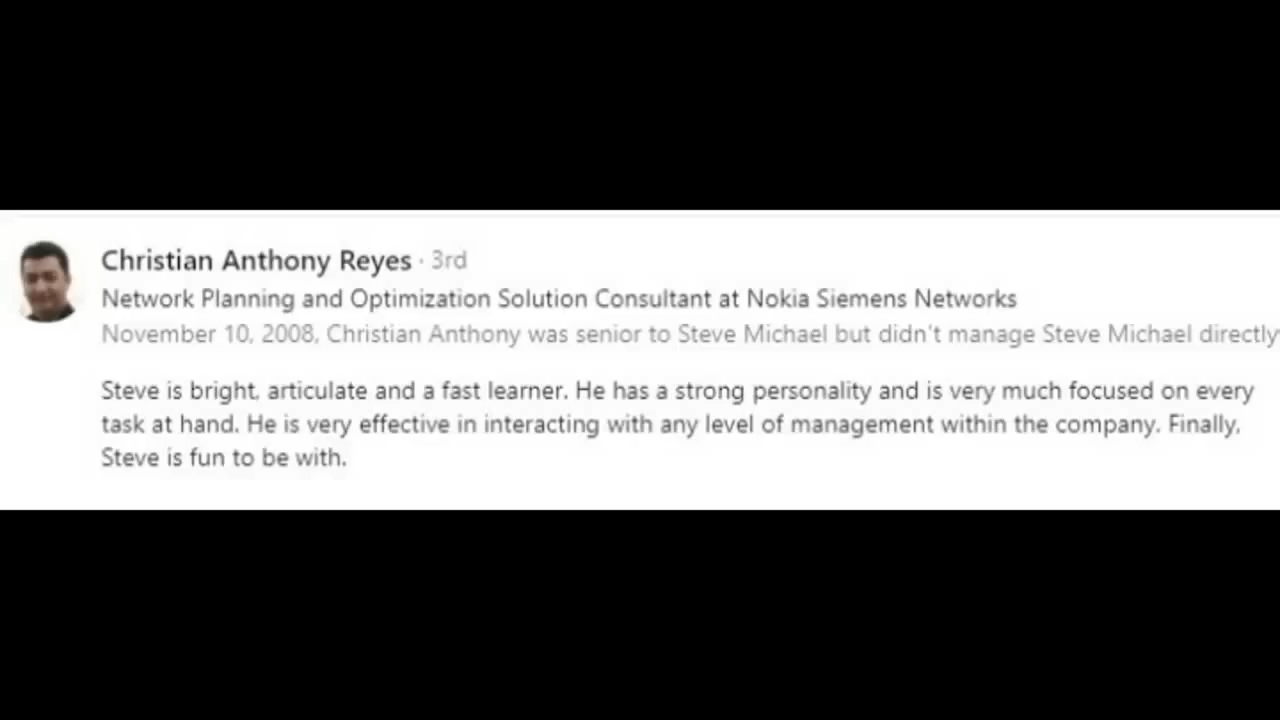 Christian Anthony Reyes · 3rd
Network Planning and Optimization Solution Consultant at Nokia Siemens Networks
November 10, 2008, Christian Anthony was senior to Steve Michael but didn't manage Steve Michael directly
Steve is bright, articulate and a fast learner. He has a strong personality and is very much focused on every
task at hand. He is very effective in interacting with any level of management within the company. Finally,
Steve is fun to be with.